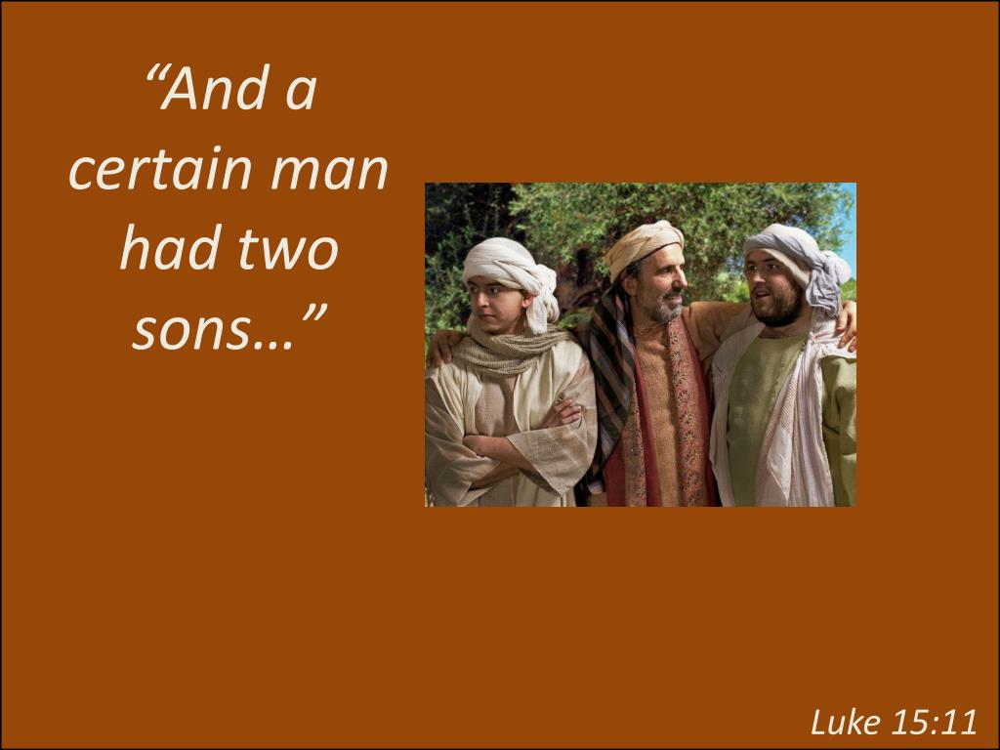 “And a
certain man
had two
sons…”
Luke 15:11